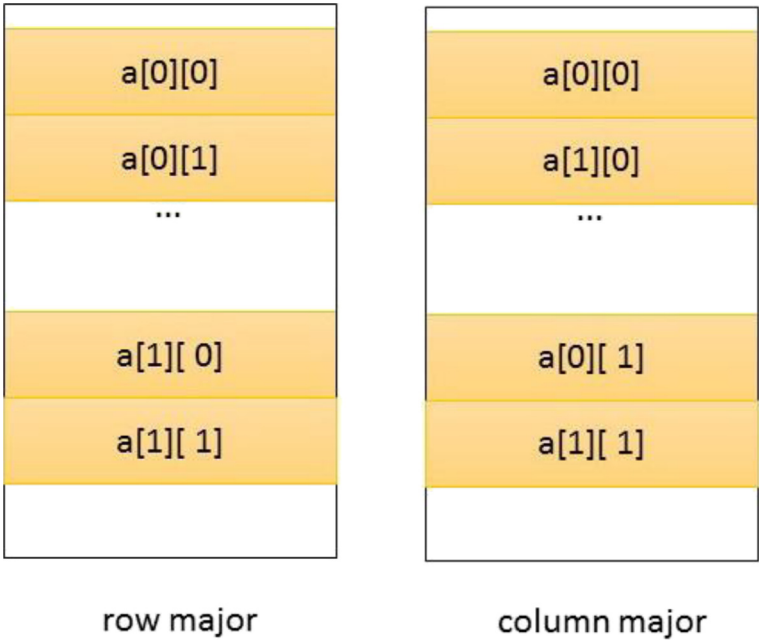 a[0][0]
a[0][1]
...
a[1][ 0]
a[1][ 1]
row major
a[0][0]
a[1][0]
...
a[0][ 1]
a[1][ 1]
column major